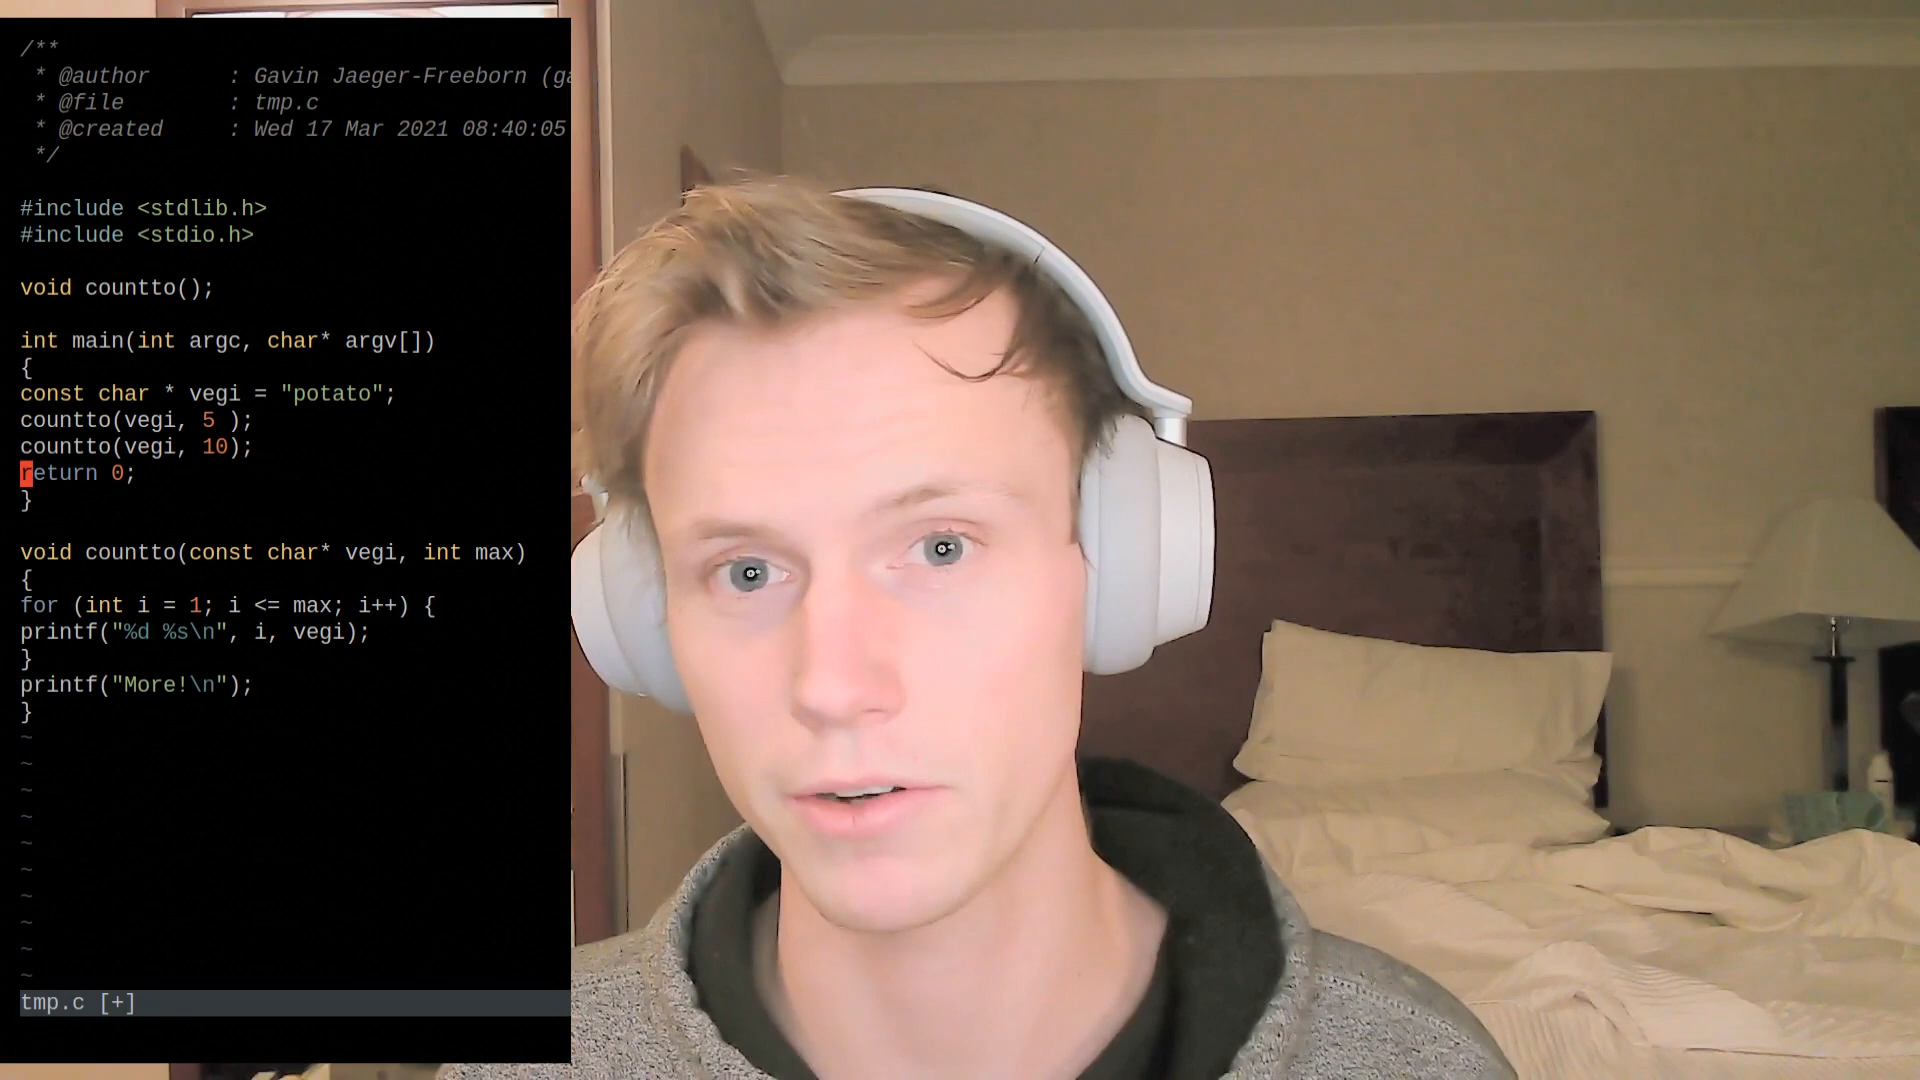 /**
* @author : Gavin Jaeger-Freeborn (ga
* @file : tmp.c
* @created : Wed 17 Mar 2021 08:40:05
*/
#include <stdlib.h>
#include <stdio.h>
void countto();
int main(int argc, char* argv[])
{
const char * vegi = "potato";
countto(vegi, 5 );
countto(vegi, 10);
return 0;
}
void countto(const char* vegi, int max)
{
for (int i = 1; i <= max; i++) {
printf("%d %s\n", i, vegi);
}
printf("More!\n");
}
~
~
~
~
~
~
~
~
~
~
tmp.c [+]